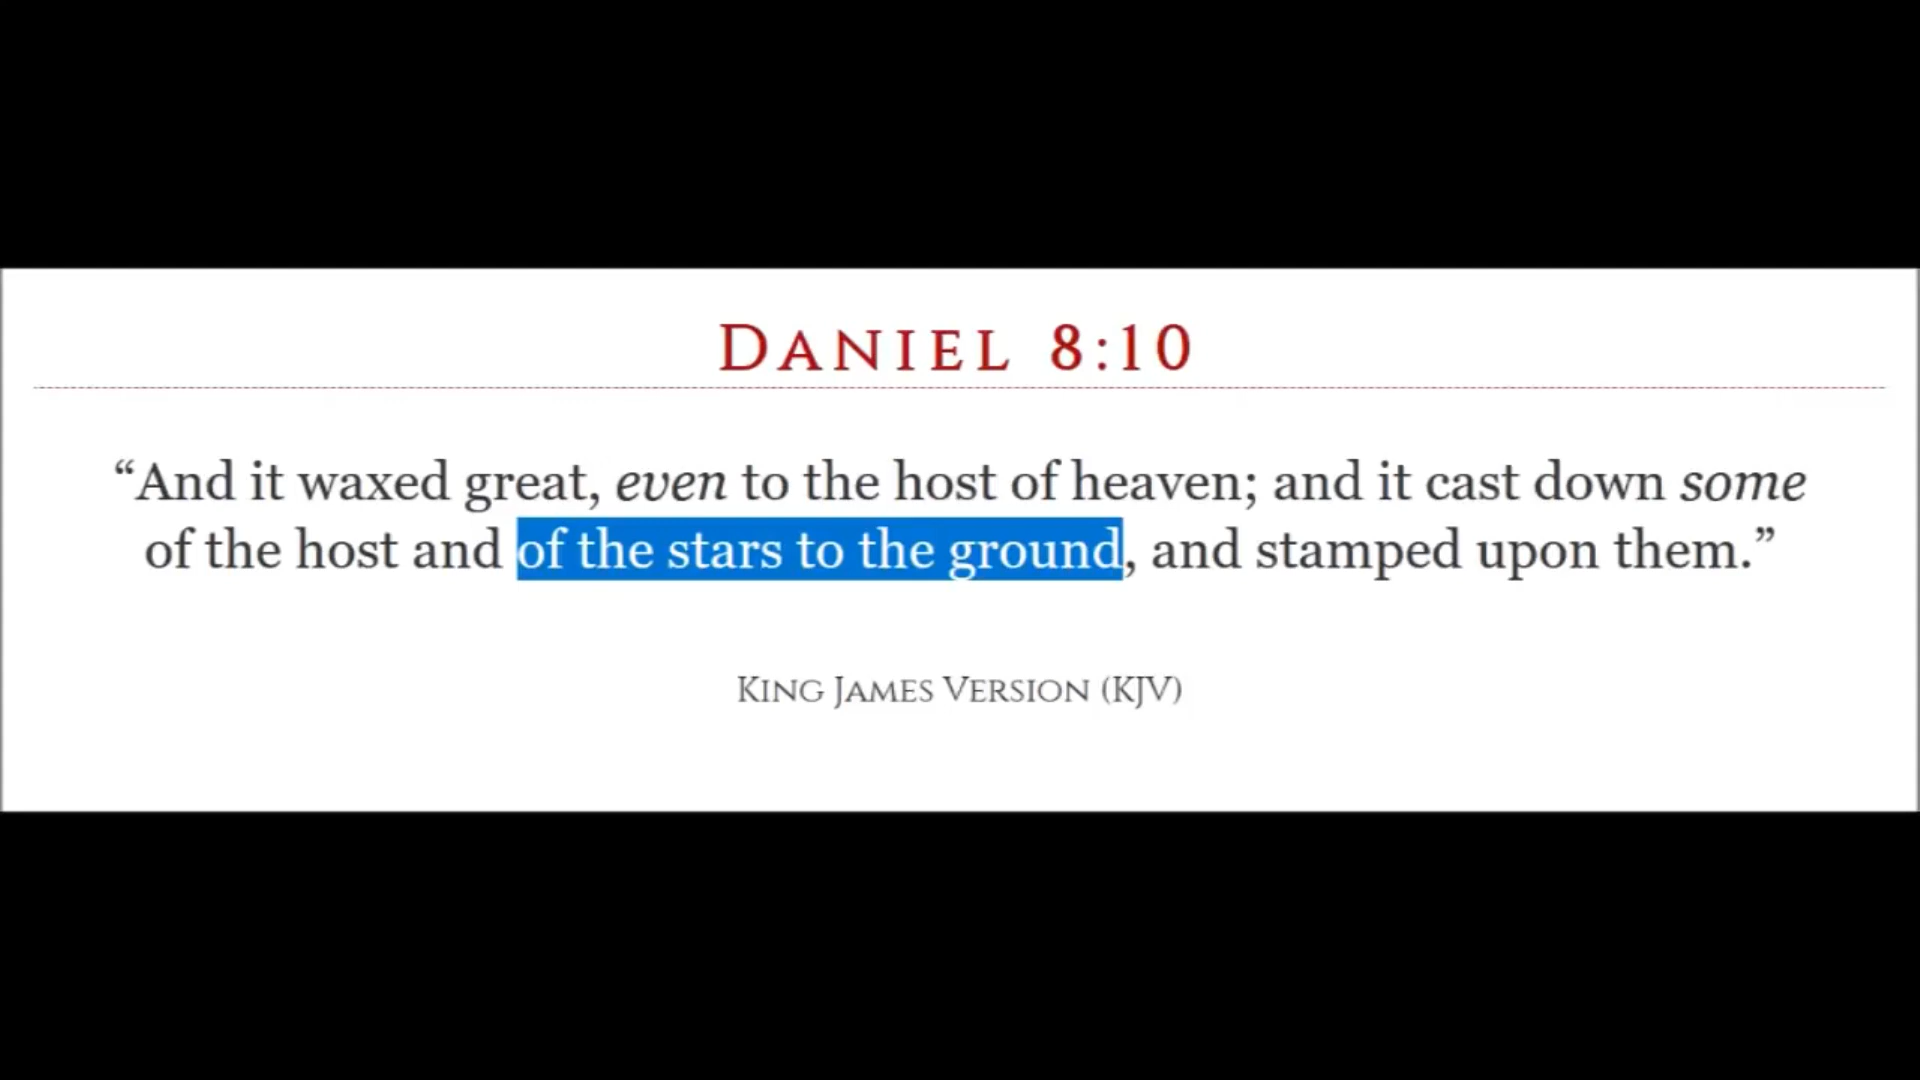 DANIEL 8:10
“And it waxed great, even to the host of heaven; and it cast down some
of the host and of the stars to the ground, and stamped upon them.”
KING JAMES VERSION (KJV)